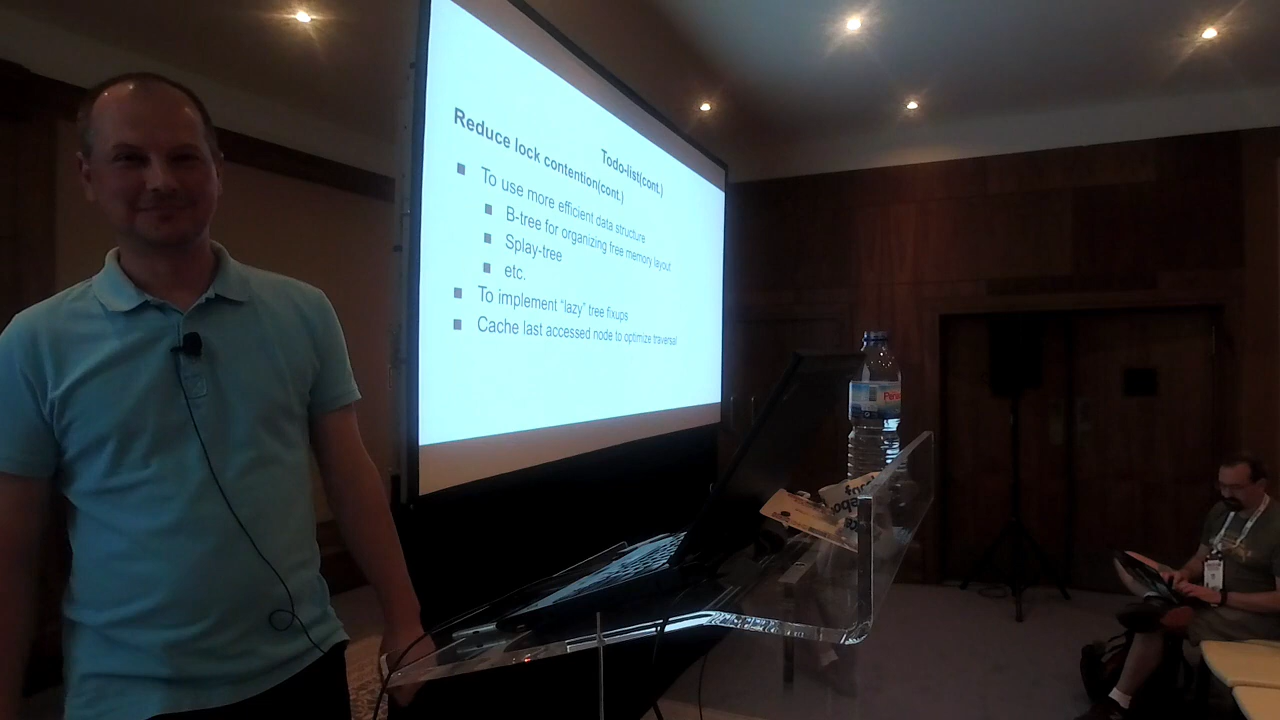 Todo-list(cont.)
Reduce lock contention(cont.)
To use more efficient data structure
B-tree for organizing free memory layout
Splay-tree
etc.
To implement “lazy” tree fixups
Cache last accessed node to optimize traversal